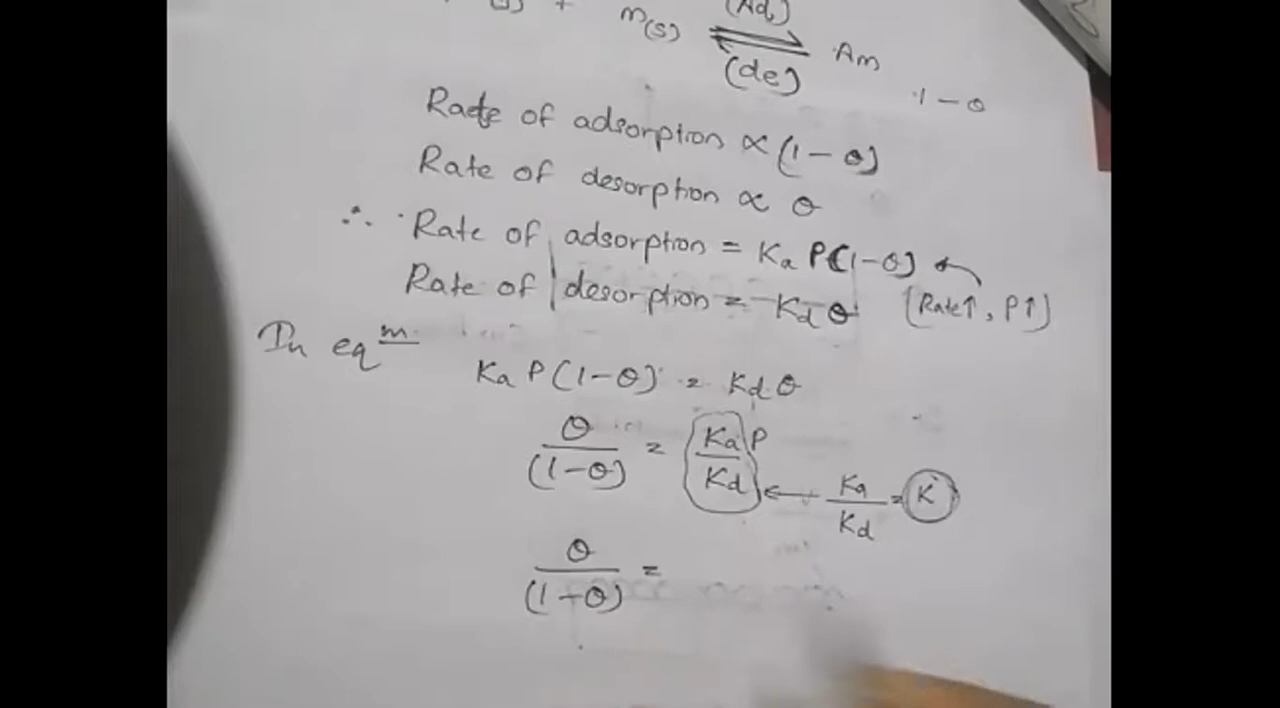 + m(s) ⇌ Am
(Ad)
(de)
1-θ
Rate of adsorption ∝ (1-θ)
Rate of desorption ∝ θ
∴ Rate of adsorption = Ka P(1-θ)
Rate of desorption = Kd θ [Rate↑, P↑]
In eqm
Ka P(1-θ) = Kd θ
θ/(1-θ) = Ka/Kd P ← Ka/Kd = K
θ/(1-θ) =